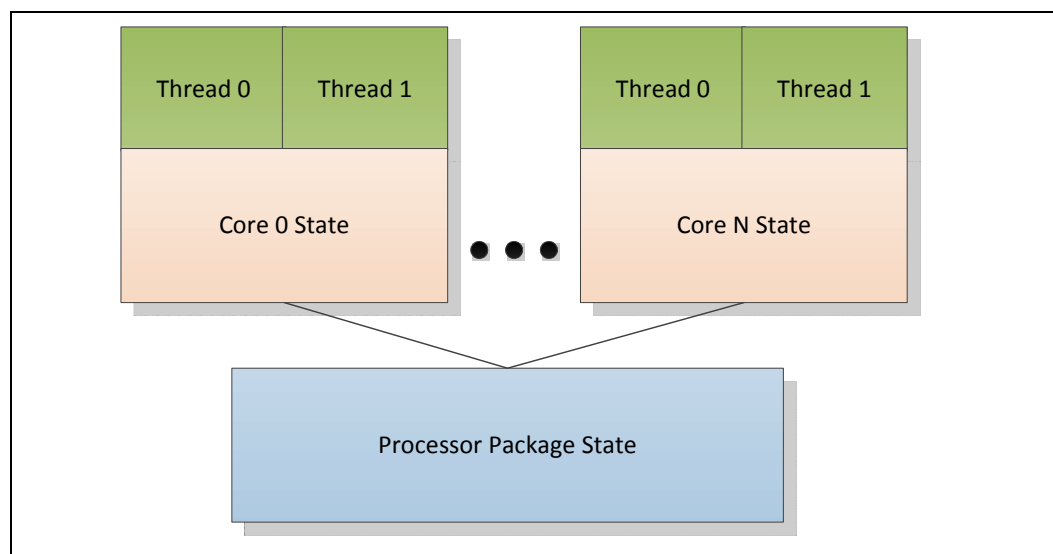 Thread 0
Thread 1
Thread 0
Thread 1
Core 0 State
Core N State
Processor Package State